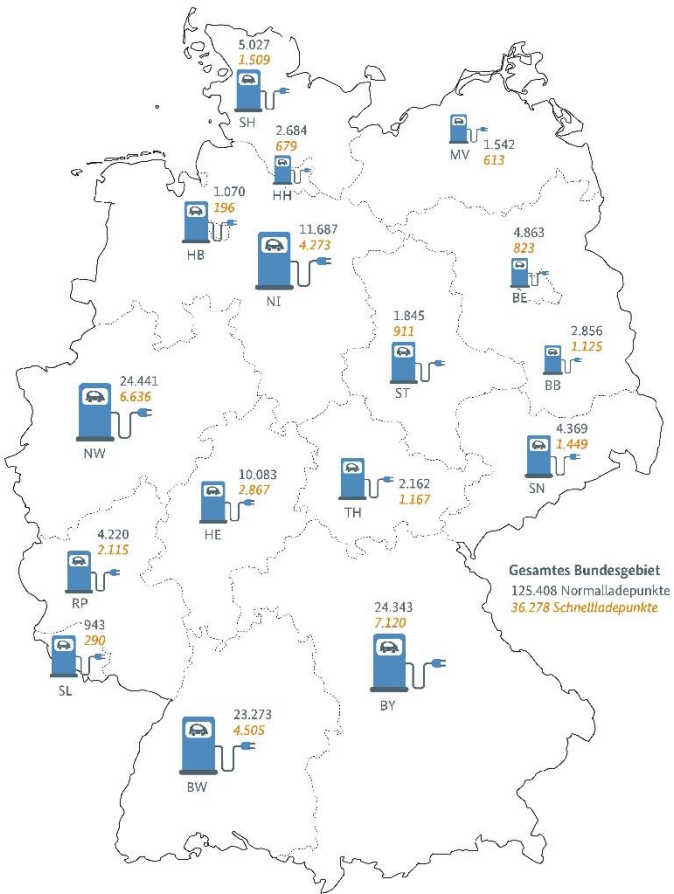 5.027
1.509
SH
2.684
679
HH
1.542
613
MV
1.070
196
HB
11.687
4.273
NI
4.863
823
BE
1.845
911
ST
2.856
1.125
BB
24.441
6.636
NW
4.369
1.449
SN
10.083
2.867
HE
2.162
1.167
TH
4.220
2.115
RP
Gesamtes Bundesgebiet
125.408 Normalladepunkte
36.278 Schnellladepunkte
943
290
SL
24.343
7.120
BY
23.273
4.505
BW